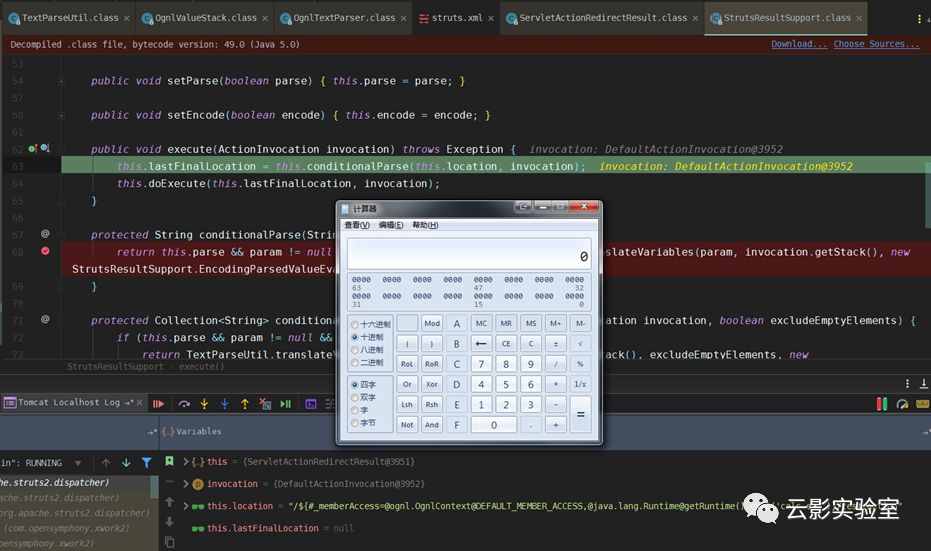 TextParseUtil.class × OgnlValueStack.class × OgnlTextParser.class × struts.xml × ServletActionRedirectResult.class × StrutsResultSupport.class ×
Decompiled .class file, bytecode version: 49.0 (Java 5.0) Download... Choose Sources...
53
54 public void setParse(boolean parse) { this.parse = parse; }
57
58 public void setEncode(boolean encode) { this.encode = encode; }
61
62 public void execute(ActionInvocation invocation) throws Exception { invocation: DefaultActionInvocation@3952
63 this.lastFinalLocation = this.conditionalParse(this.location, invocation); invocation: DefaultActionInvocation@3952
64 this.doExecute(this.lastFinalLocation, invocation);
65 }
66
67 @ protected String conditionalParse(Strin
68 return this.parse && param != null slateVariables(param, invocation.getStack(), new
StrutsResultSupport.EncodingParsedValueEva
69 }
70
71 @ protected Collection<String> conditiona ation invocation, boolean excludeEmptyElements) {
72 if (this.parse && param != null &&
73 return TextParseUtil.translateV ack(), excludeEmptyElements, new
StrutsResultSupport › execute()
计算器
查看(V) 编辑(E) 帮助(H)
0
0000 0000 0000 0000 0000 0000 0000 0000
63 47 32
0000 0000 0000 0000 0000 0000 0000 0000
31 15 0
十六进制 Mod A MC MR MS M+ M-
十进制 ( ) B ← CE C ± √
八进制
二进制 RoL RoR C 7 8 9 / %
四字 Or Xor D 4 5 6 * 1/x
双字
字 Lsh Rsh E 1 2 3 - =
字节 Not And F 0 . +
Tomcat Localhost Log →* ×
Variables
in": RUNNING
he.struts2.dispatcher)
ache.struts2.dispatcher)
org.apache.struts2.dispatcher)
(com.opensymphony.xwork2)
opensymphony.xwork2)
this = {ServletActionRedirectResult@3951}
invocation = {DefaultActionInvocation@3952}
this.location = "/${#_memberAccess=@ognl.OgnlContext@DEFAULT_MEMBER_ACCESS,@java.lang.Runtime@getRuntime()
this.lastFinalLocation = null
云影实验室